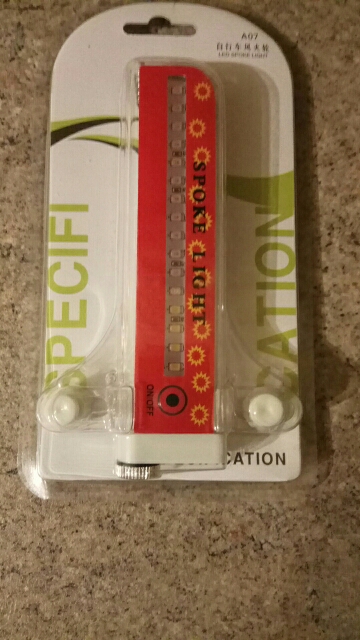 A07
自行车风火轮
LED SPOKE LIGHT
SPECIFI
CATION
SPOKE LIGHT
ON/OFF
CATION